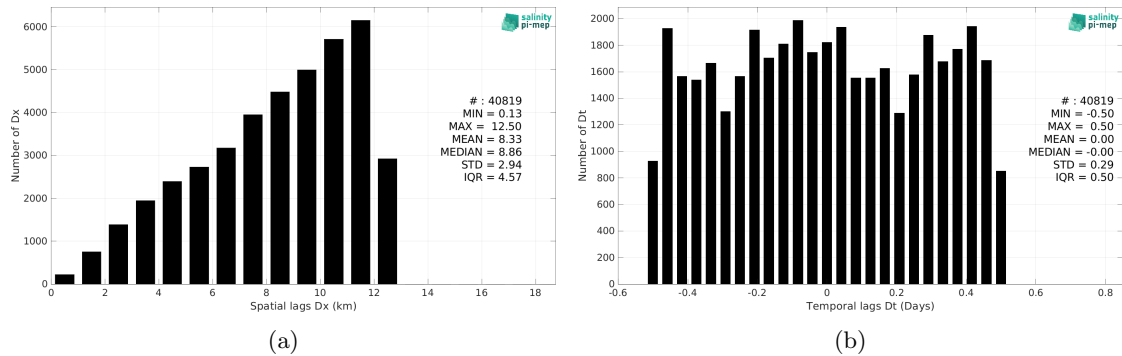 6000
5000
4000
3000
2000
1000
0
Number of Dx
salinity
pi-mep
# : 40819
MIN = 0.13
MAX = 12.50
MEAN = 8.33
MEDIAN = 8.86
STD = 2.94
IQR = 4.57
0 2 4 6 8 10 12 14 16 18
Spatial lags Dx (km)
(a)
2000
1800
1600
1400
1200
1000
800
600
400
200
0
Number of Dt
salinity
pi-mep
# : 40819
MIN = -0.50
MAX = 0.50
MEAN = 0.00
MEDIAN = -0.00
STD = 0.29
IQR = 0.50
-0.6 -0.4 -0.2 0 0.2 0.4 0.6 0.8
Temporal lags Dt (Days)
(b)